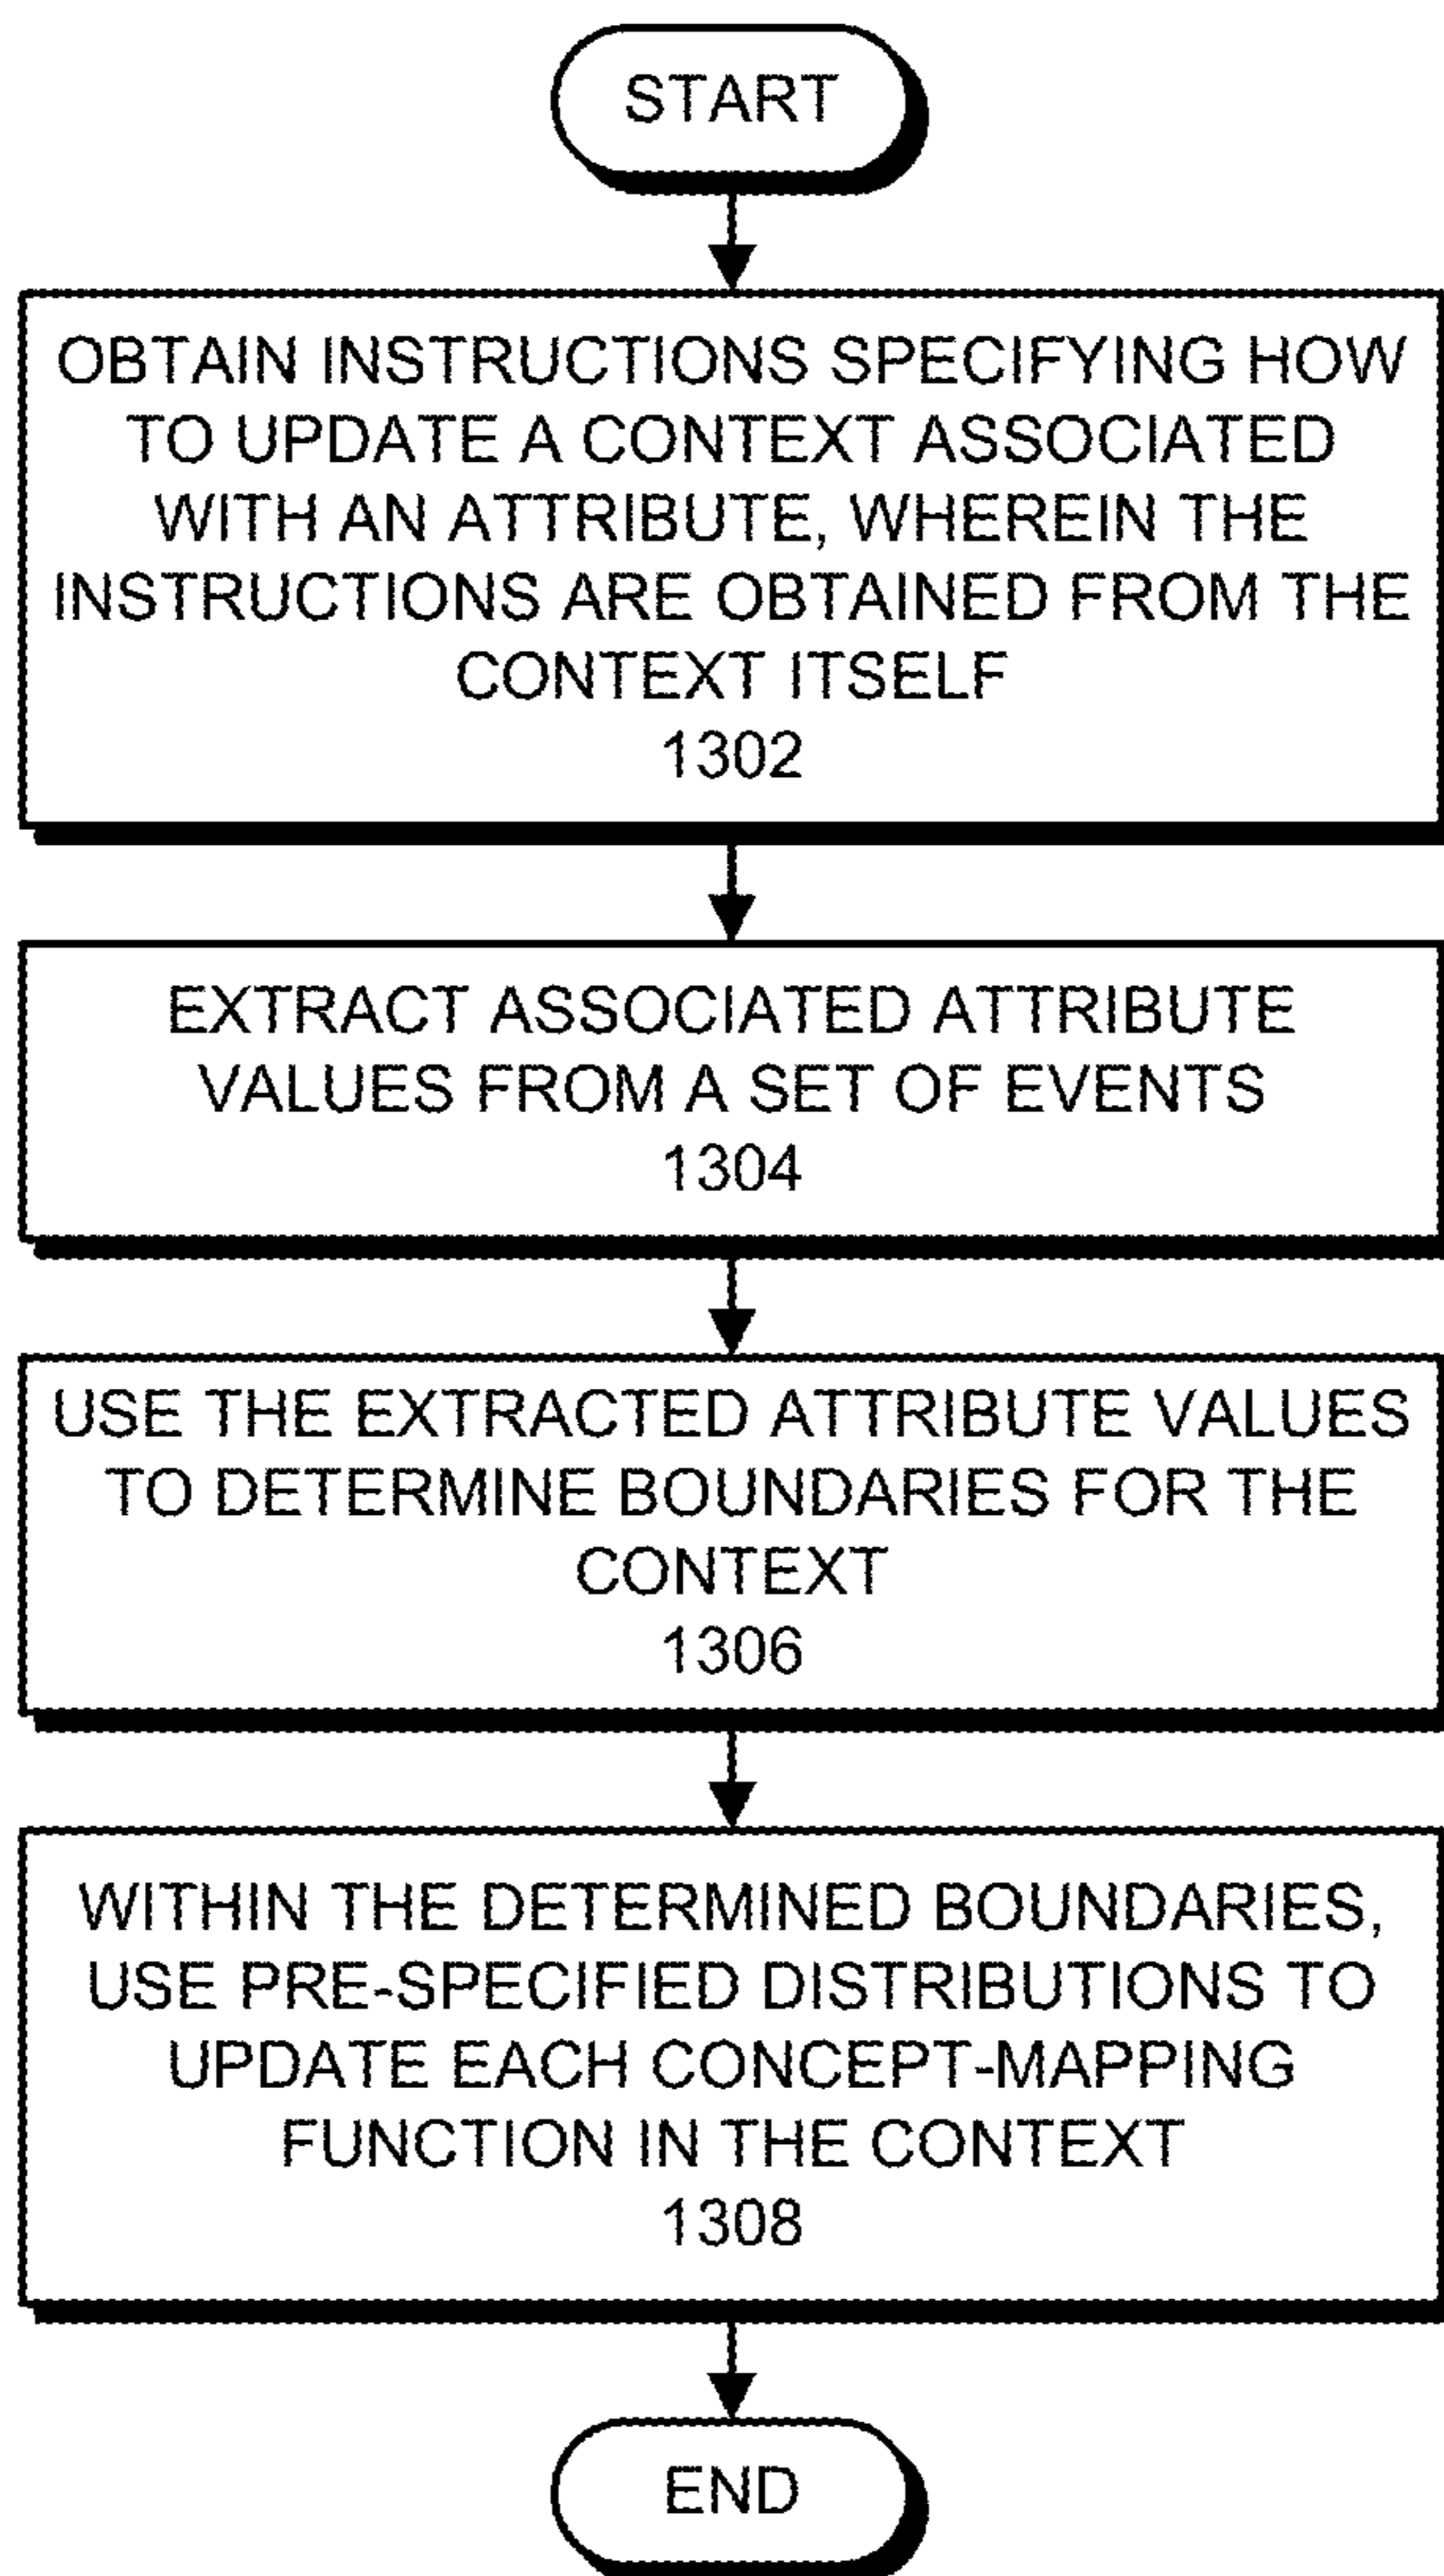 START
OBTAIN INSTRUCTIONS SPECIFYING HOW
TO UPDATE A CONTEXT ASSOCIATED
WITH AN ATTRIBUTE, WHEREIN THE
INSTRUCTIONS ARE OBTAINED FROM THE
CONTEXT ITSELF
1302
EXTRACT ASSOCIATED ATTRIBUTE
VALUES FROM A SET OF EVENTS
1304
USE THE EXTRACTED ATTRIBUTE VALUES
TO DETERMINE BOUNDARIES FOR THE
CONTEXT
1306
WITHIN THE DETERMINED BOUNDARIES,
USE PRE-SPECIFIED DISTRIBUTIONS TO
UPDATE EACH CONCEPT-MAPPING
FUNCTION IN THE CONTEXT
1308
END